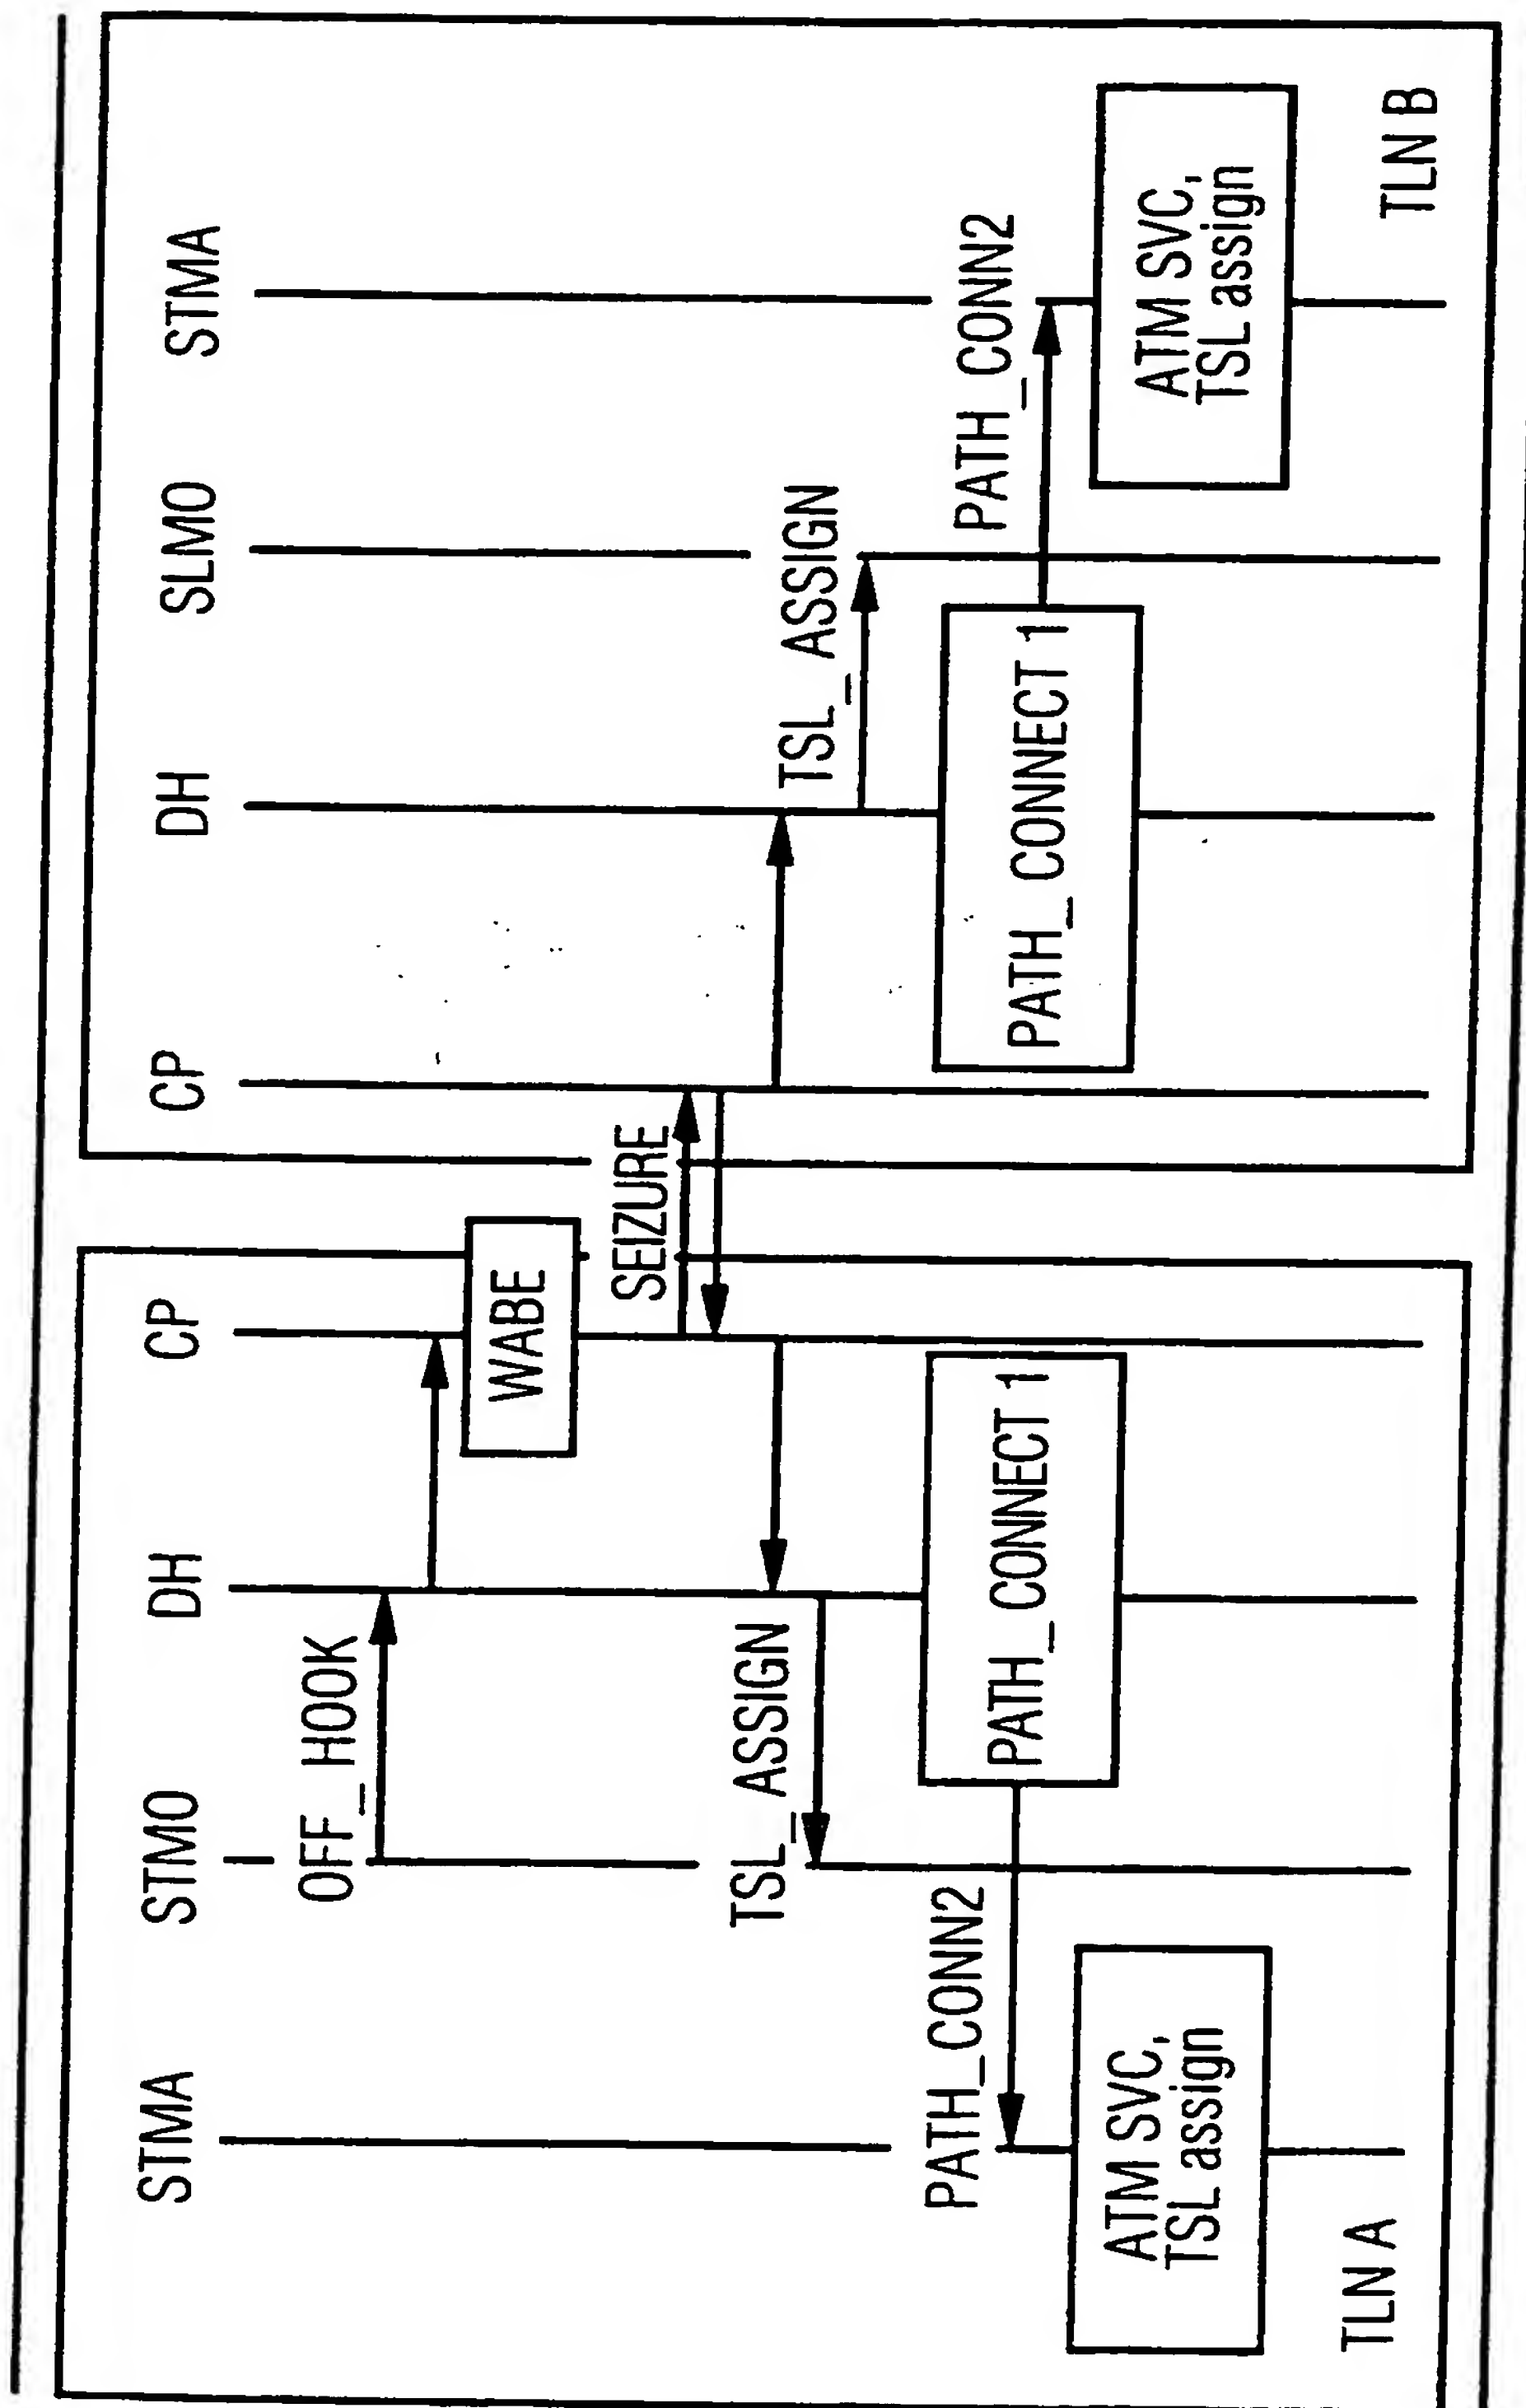 STMA
STMO
DH
CP
CP
DH
SLMO
STMA
OFF_HOOK
WABE
SEIZURE
TSL_ASSIGN
TSL_ASSIGN
PATH_CONN2
PATH_CONNECT 1
PATH_CONNECT 1
PATH_CONN2
ATM SVC,
TSL assign
ATM SVC,
TSL assign
TLN A
TLN B